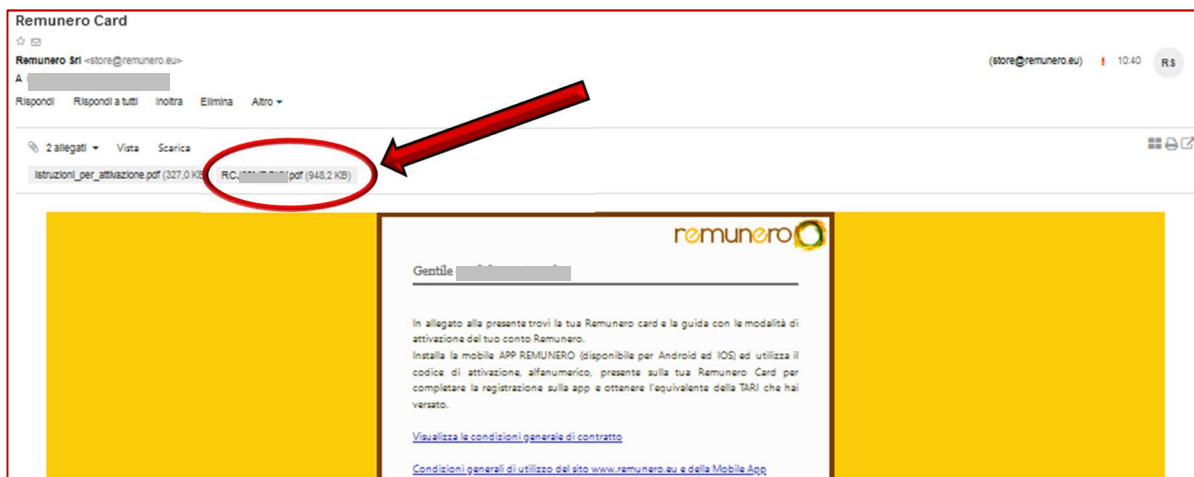 Remunero Card
Remunero Srl <store@remunero.eu>
(store@remunero.eu) ! 10:40 RS
A
Rispondi Rispondi a tutti Inoltra Elimina Altro
2 allegati Vista Scarica
Istruzioni_per_attivazione.pdf (327,0 KB) pdf (948,2 KB)
remunero
Gentile
In allegato alla presente trovi la tua Remunero card e la guida con le modalità di
attivazione del tuo conto Remunero.
Installa la mobile APP REMUNERO (disponibile per Android ed IOS) ed utilizza il
codice di attivazione, alfanumerico, presente sulla tua Remunero Card per
completare la registrazione sulla app e ottenere l'equivalente della TARI che hai
versato.
Visualizza le condizioni generale di contratto
Condizioni generali di utilizzo del sito www.remunero.eu e della Mobile App